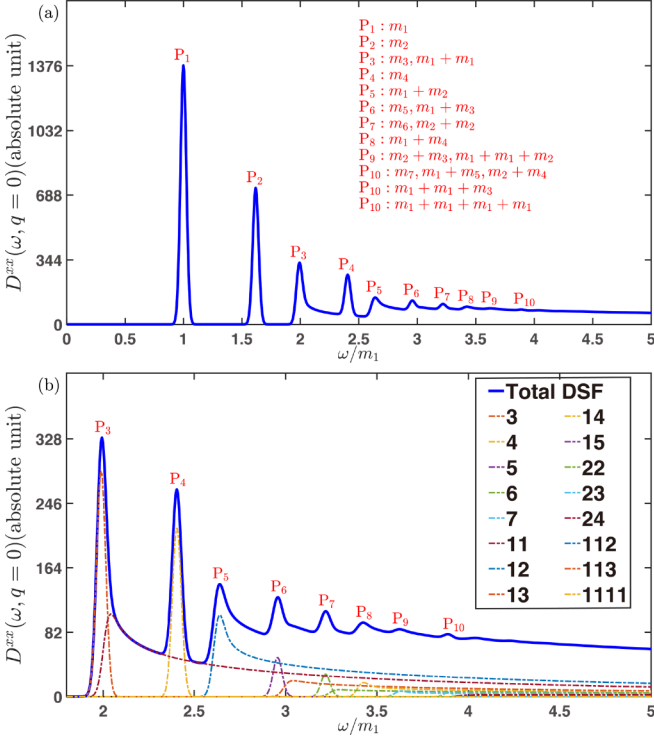 (a)
D^{xx}(ω, q = 0)(absolute unit)
1376
1032
688
344
0
P₁
P₂
P₃
P₄
P₅
P₆
P₇
P₈
P₉
P₁₀
P₁ : m₁
P₂ : m₂
P₃ : m₃, m₁ + m₁
P₄ : m₄
P₅ : m₁ + m₂
P₆ : m₅, m₁ + m₃
P₇ : m₆, m₂ + m₂
P₈ : m₁ + m₄
P₉ : m₂ + m₃, m₁ + m₁ + m₂
P₁₀ : m₇, m₁ + m₅, m₂ + m₄
P₁₀ : m₁ + m₁ + m₃
P₁₀ : m₁ + m₁ + m₁ + m₁
0 0.5 1 1.5 2 2.5 3 3.5 4 4.5 5
ω/m₁
(b)
D^{xx}(ω, q = 0)(absolute unit)
328
246
164
82
0
P₃
P₄
P₅
P₆
P₇
P₈
P₉
P₁₀
Total DSF
3 14
4 15
5 22
6 23
7 24
11 112
12 113
13 1111
2 2.5 3 3.5 4 4.5 5
ω/m₁